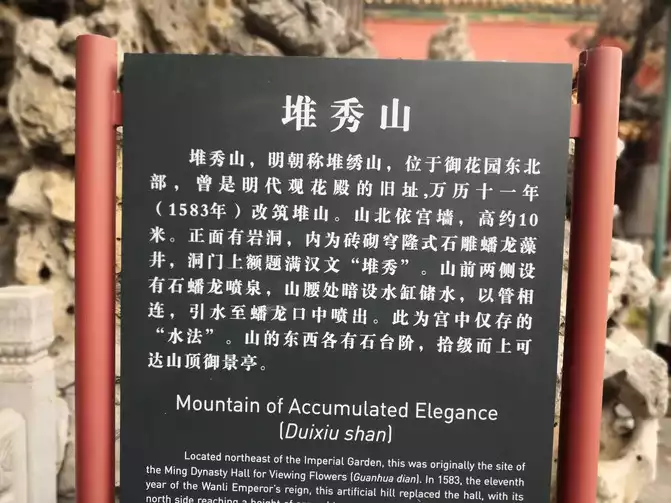 堆秀山
堆秀山，明朝称堆绣山，位于御花园东北
部，曾是明代观花殿的旧址,万历十一年
（1583年）改筑堆山。山北依宫墙，高约10
米。正面有岩洞，内为砖砌穹隆式石雕蟠龙藻
井，洞门上额题满汉文“堆秀”。山前两侧设
有石蟠龙喷泉，山腰处暗设水缸储水，以管相
连，引水至蟠龙口中喷出。此为宫中仅存的
“水法”。山的东西各有石台阶，拾级而上可
达山顶御景亭。
Mountain of Accumulated Elegance
(Duixiu shan)
Located northeast of the Imperial Garden, this was originally the site of
the Ming Dynasty Hall for Viewing Flowers (Guanhua dian). In 1583, the eleventh
year of the Wanli Emperor's reign, this artificial hill replaced the hall, with its
north side reaching a height of